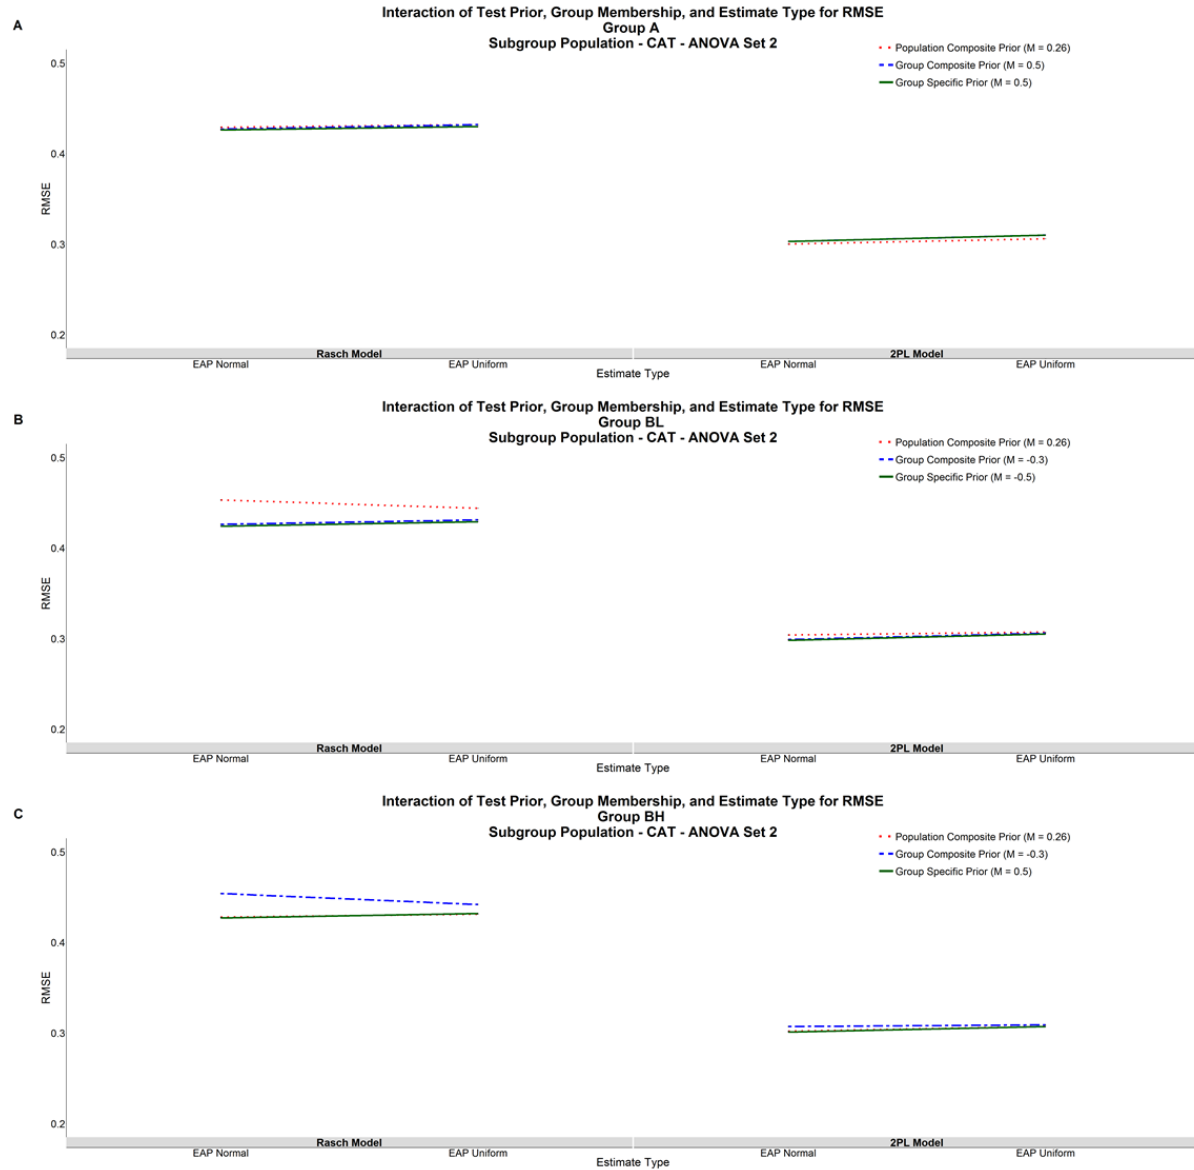 A
Interaction of Test Prior, Group Membership, and Estimate Type for RMSE
Group A
Subgroup Population - CAT - ANOVA Set 2
Population Composite Prior (M = 0.26)
Group Composite Prior (M = 0.5)
Group Specific Prior (M = 0.5)
0.5
0.4
0.3
0.2
RMSE
Rasch Model
2PL Model
EAP Normal
EAP Uniform
EAP Normal
EAP Uniform
Estimate Type
B
Interaction of Test Prior, Group Membership, and Estimate Type for RMSE
Group BL
Subgroup Population - CAT - ANOVA Set 2
Population Composite Prior (M = 0.26)
Group Composite Prior (M = -0.3)
Group Specific Prior (M = -0.5)
0.5
0.4
0.3
0.2
RMSE
Rasch Model
2PL Model
EAP Normal
EAP Uniform
EAP Normal
EAP Uniform
Estimate Type
C
Interaction of Test Prior, Group Membership, and Estimate Type for RMSE
Group BH
Subgroup Population - CAT - ANOVA Set 2
Population Composite Prior (M = 0.26)
Group Composite Prior (M = -0.3)
Group Specific Prior (M = 0.5)
0.5
0.4
0.3
0.2
RMSE
Rasch Model
2PL Model
EAP Normal
EAP Uniform
EAP Normal
EAP Uniform
Estimate Type